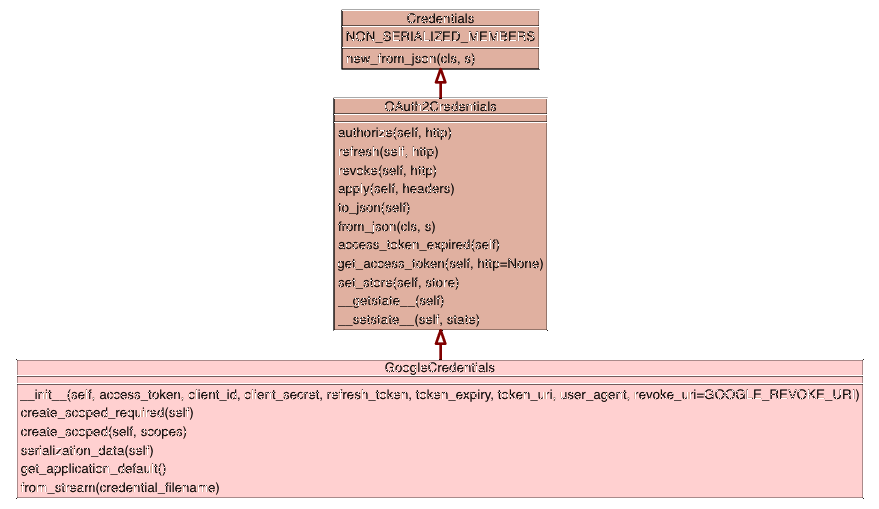 Credentials
NON_SERIALIZED_MEMBERS
new_from_json(cls, s)
OAuth2Credentials
authorize(self, http)
refresh(self, http)
revoke(self, http)
apply(self, headers)
to_json(self)
from_json(cls, s)
access_token_expired(self)
get_access_token(self, http=None)
set_store(self, store)
__getstate__(self)
__setstate__(self, state)
GoogleCredentials
__init__(self, access_token, client_id, client_secret, refresh_token, token_expiry, token_uri, user_agent, revoke_uri=GOOGLE_REVOKE_URI)
create_scoped_required(self)
create_scoped(self, scopes)
serialization_data(self)
get_application_default()
from_stream(credential_filename)